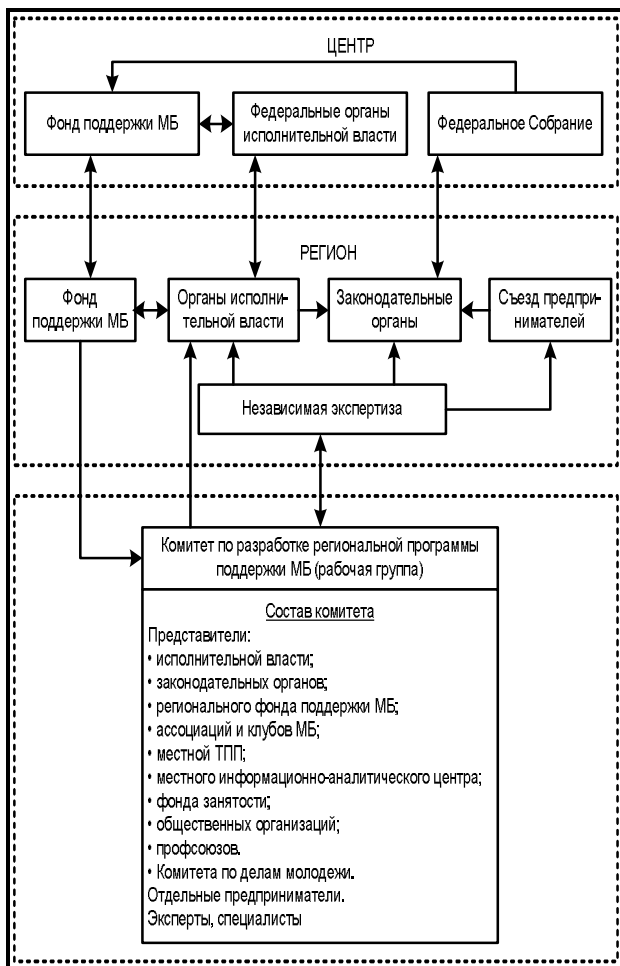 ЦЕНТР
Фонд поддержки МБ
Федеральные органы
исполнительной власти
Федеральное Собрание
РЕГИОН
Фонд
поддержки МБ
Органы исполни-
тельной власти
Законодательные
органы
Съезд предпри-
нимателей
Независимая экспертиза
Комитет по разработке региональной программы
поддержки МБ (рабочая группа)
Состав комитета
Представители:
• исполнительной власти;
• законодательных органов;
• регионального фонда поддержки МБ;
• ассоциаций и клубов МБ;
• местной ТПП;
• местного информационно-аналитического центра;
• фонда занятости;
• общественных организаций;
• профсоюзов.
• Комитета по делам молодежи.
Отдельные предприниматели.
Эксперты, специалисты